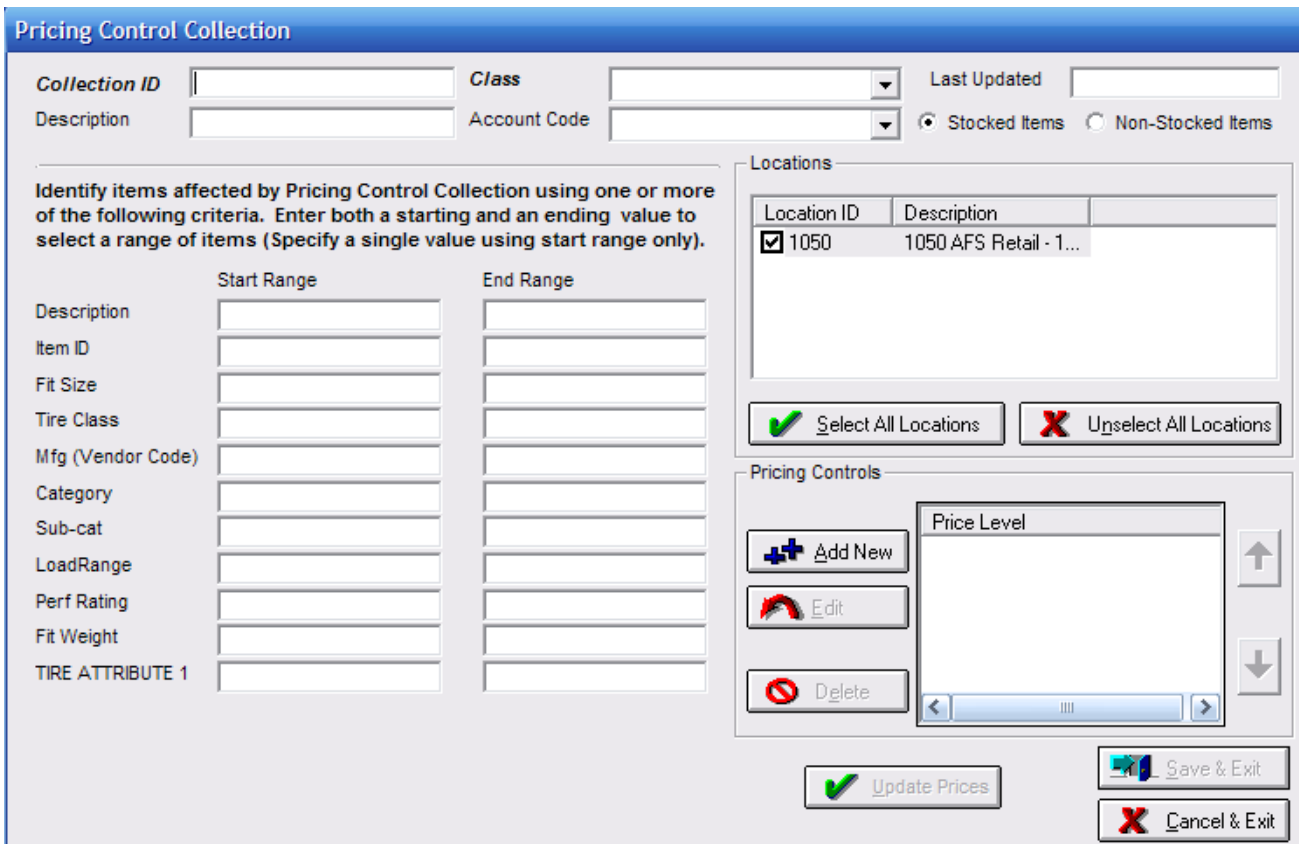 Pricing Control Collection
Collection ID
Class
Last Updated
Description
Account Code
Stocked Items
Non-Stocked Items
Identify items affected by Pricing Control Collection using one or more
of the following criteria. Enter both a starting and an ending value to
select a range of items (Specify a single value using start range only).
Start Range
End Range
Description
Item ID
Fit Size
Tire Class
Mfg (Vendor Code)
Category
Sub-cat
LoadRange
Perf Rating
Fit Weight
TIRE ATTRIBUTE 1
Locations
Location ID
Description
1050
1050 AFS Retail - 1...
Select All Locations
Unselect All Locations
Pricing Controls
Add New
Edit
Delete
Price Level
Update Prices
Save & Exit
Cancel & Exit